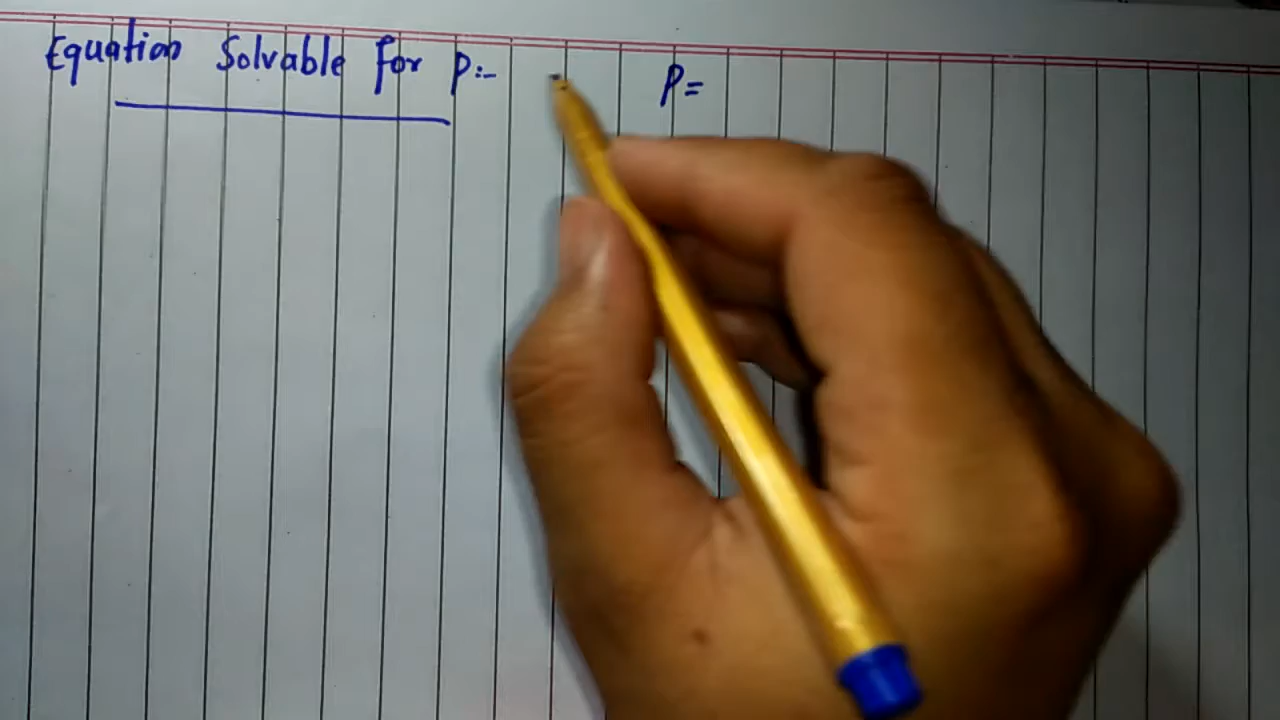 Equation Solvable for p:-
P=